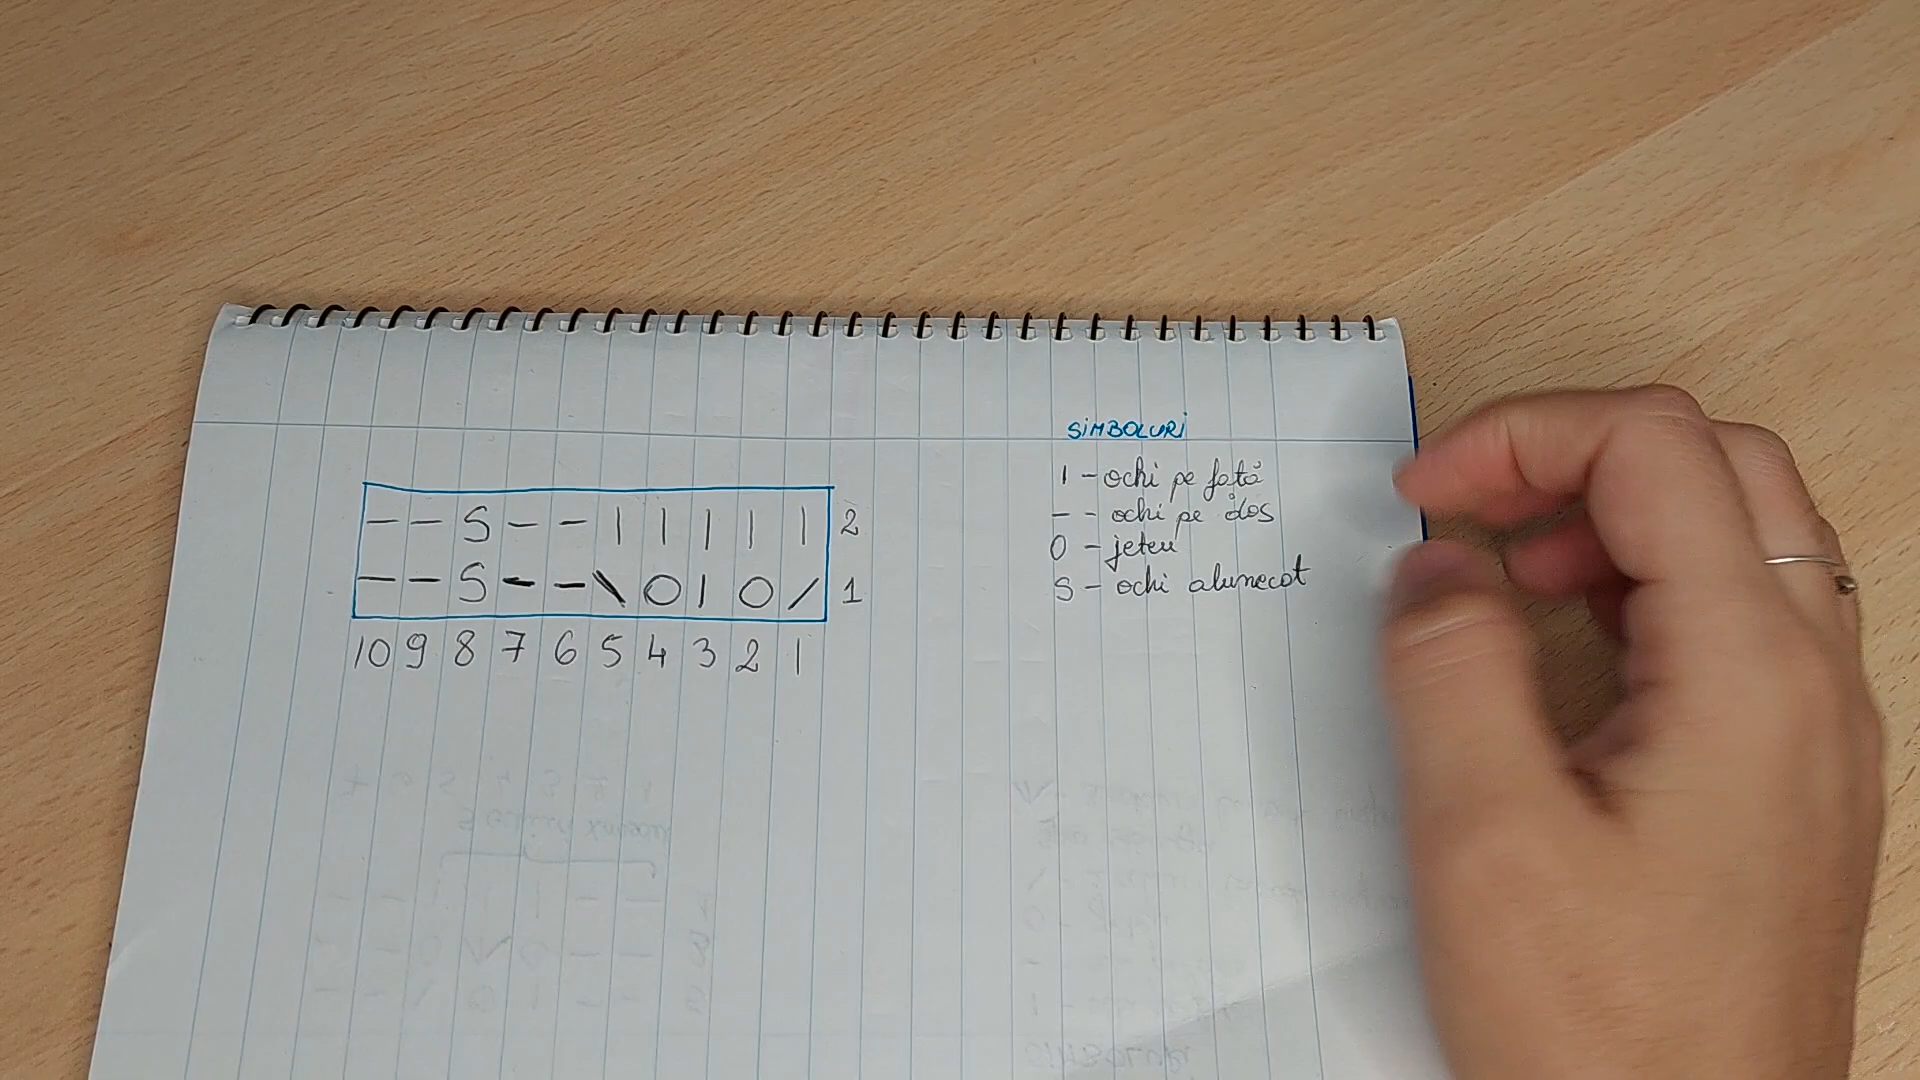 – – S – – | | | | | 2
– – S – – \ O | O / 1
10 9 8 7 6 5 4 3 2 1
SiMBOLURi
| – ochi pe față
– – ochi pe dos
O – jeteu
S – ochi alunecat